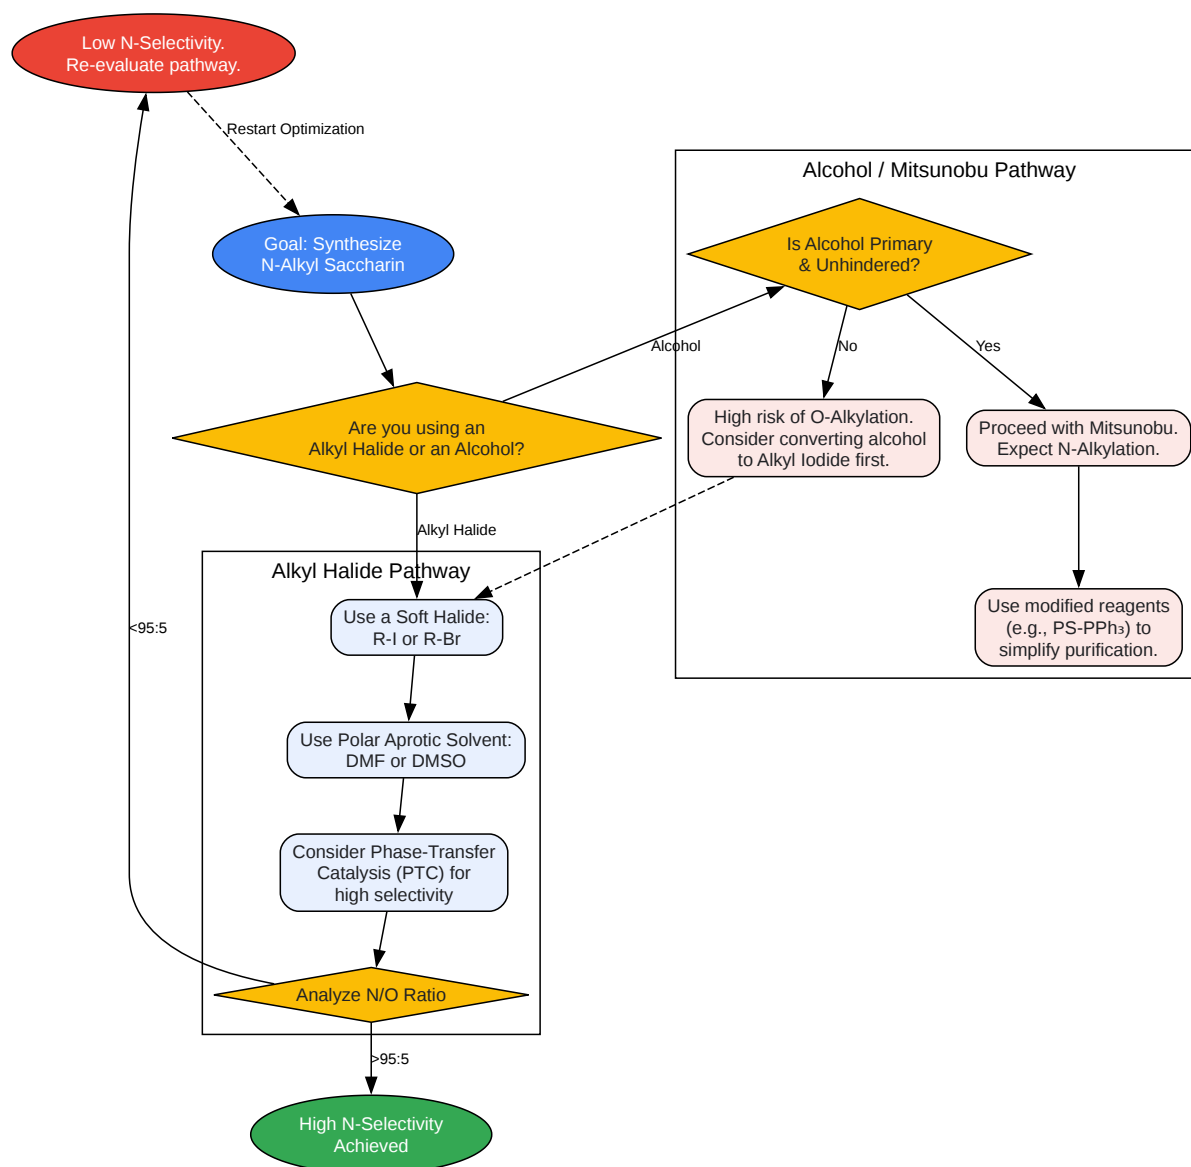 Low N-Selectivity.
Re-evaluate pathway.
Restart Optimization
Alcohol / Mitsunobu Pathway
Goal: Synthesize
N-Alkyl Saccharin
Is Alcohol Primary
& Unhindered?
Alcohol
No
Yes
Are you using an
Alkyl Halide or an Alcohol?
High risk of O-Alkylation.
Consider converting alcohol
to Alkyl Iodide first.
Proceed with Mitsunobu.
Expect N-Alkylation.
Alkyl Halide
Alkyl Halide Pathway
Use a Soft Halide:
R-I or R-Br
Use modified reagents
(e.g., PS-PPh₃) to
simplify purification.
<95:5
Use Polar Aprotic Solvent:
DMF or DMSO
Consider Phase-Transfer
Catalysis (PTC) for
high selectivity
Analyze N/O Ratio
>95:5
High N-Selectivity
Achieved